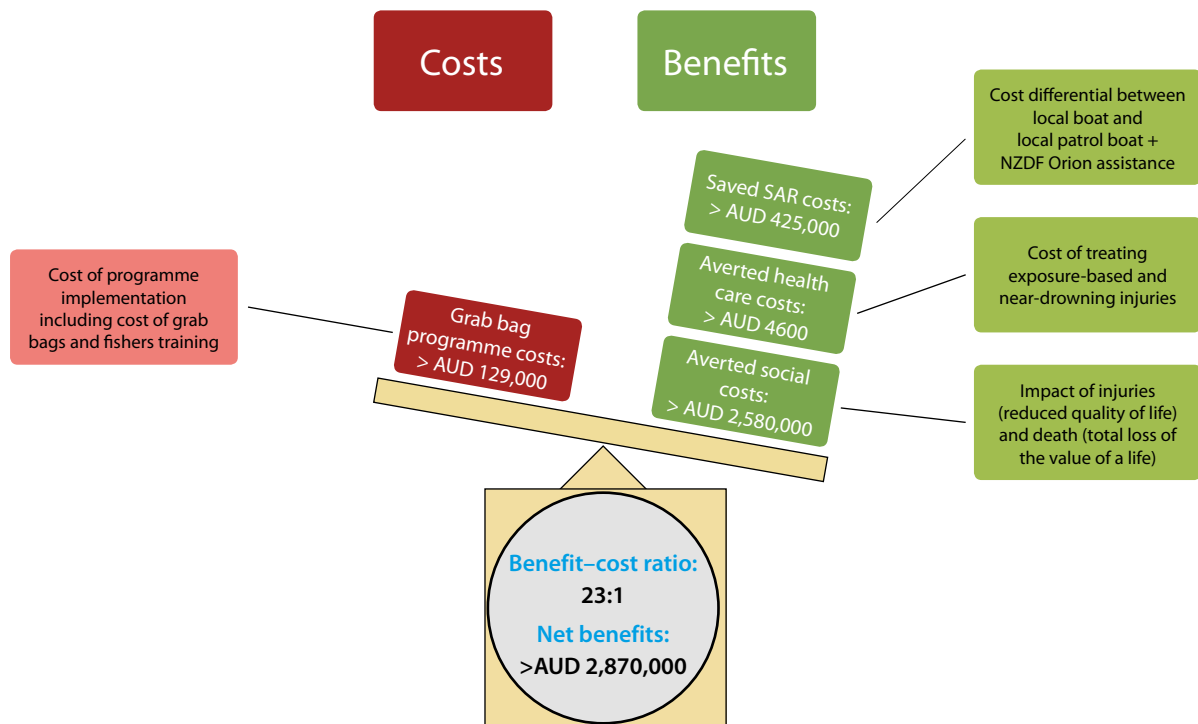 Costs
Benefits
Cost differential between
local boat and
local patrol boat +
NZDF Orion assistance
Saved SAR costs:
> AUD 425,000
Cost of treating
exposure-based and
near-drowning injuries
Averted health
care costs:
> AUD 4600
Cost of programme
implementation
including cost of grab
bags and fishers training
Grab bag
programme costs:
> AUD 129,000
Averted social
costs:
> AUD 2,580,000
Impact of injuries
(reduced quality of life)
and death (total loss of
the value of a life)
Benefit–cost ratio:
23:1
Net benefits:
>AUD 2,870,000